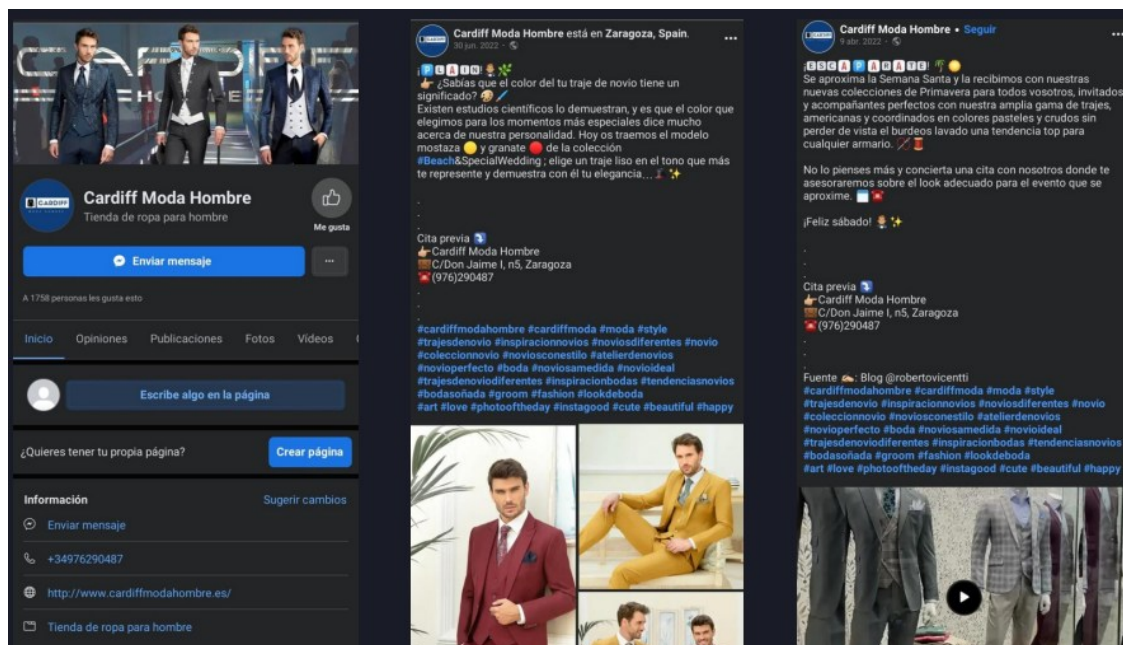 CARDIFF
HOMBRE
CARDIFF
Cardiff Moda Hombre
Tienda de ropa para hombre
Me gusta
Enviar mensaje
A 1758 personas les gusta esto
Inicio Opiniones Publicaciones Fotos Vídeos
Escribe algo en la página
¿Quieres tener tu propia página? Crear página
Información Sugerir cambios
Enviar mensaje
+34976290487
http://www.cardiffmodahombre.es/
Tienda de ropa para hombre
Cardiff Moda Hombre está en Zaragoza, Spain.
30 jun. 2022 ·
¡🅿🅻🅰🅸🅽!🤵🌿
👉 ¿Sabías que el color del tu traje de novio tiene un
significado? 🎨🖌
Existen estudios científicos lo demuestran, y es que el color que
elegimos para los momentos más especiales dice mucho
acerca de nuestra personalidad. Hoy os traemos el modelo
mostaza 🟡 y granate 🔴 de la colección
#Beach&SpecialWedding ; elige un traje liso en el tono que más
te represente y demuestra con él tu elegancia... ✨
.
.
.
Cita previa ⤵
👉Cardiff Moda Hombre
C/Don Jaime I, n5, Zaragoza
☎(976)290487
.
.
.
#cardiffmodahombre #cardiffmoda #moda #style
#trajesdenovio #inspiracionnovios #noviosdiferentes #novio
#coleccionnovio #noviosconestilo #atelierdenovios
#novioperfecto #boda #noviosamedida #novioideal
#trajesdenoviodiferentes #inspiracionbodas #tendenciasnovios
#bodasoñada #groom #fashion #lookdeboda
#art #love #photooftheday #instagood #cute #beautiful #happy
Cardiff Moda Hombre • Seguir
9 abr. 2022 ·
¡🅴🆂🅲🅰🅿🅰🆁🅰🆃🅴! 🌴🟡
Se aproxima la Semana Santa y la recibimos con nuestras
nuevas colecciones de Primavera para todos vosotros, invitados
y acompañantes perfectos con nuestra amplia gama de trajes,
americanas y coordinados en colores pasteles y crudos sin
perder de vista el burdeos lavado una tendencia top para
cualquier armario. 🪡🧵
No lo pienses más y concierta una cita con nosotros donde te
asesoraremos sobre el look adecuado para el evento que se
aproxime. ☎
¡Feliz sábado! 🤵✨
.
.
.
Cita previa ⤵
👉Cardiff Moda Hombre
C/Don Jaime I, n5, Zaragoza
☎(976)290487
.
.
Fuente ✍: Blog @robertovicentti
#cardiffmodahombre #cardiffmoda #moda #style
#trajesdenovio #inspiracionnovios #noviosdiferentes #novio
#coleccionnovio #noviosconestilo #atelierdenovios
#novioperfecto #boda #noviosamedida #novioideal
#trajesdenoviodiferentes #inspiracionbodas #tendenciasnovios
#bodasoñada #groom #fashion #lookdeboda
#art #love #photooftheday #instagood #cute #beautiful #happy